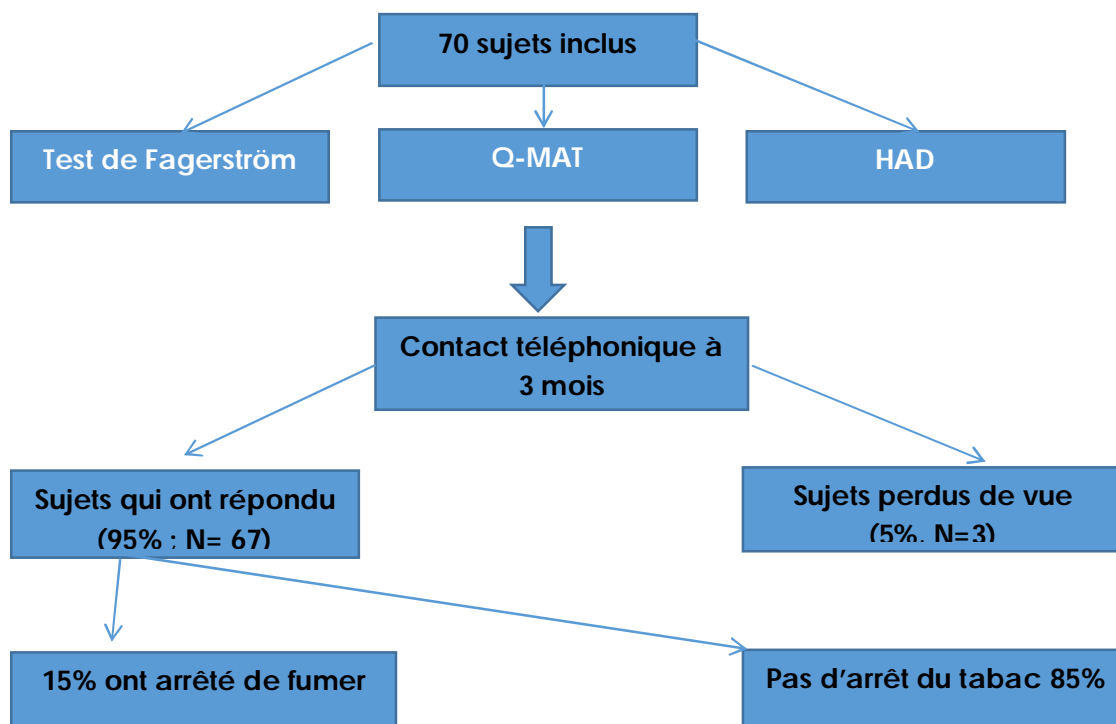 70 sujets inclus
Test de Fagerström
Q-MAT
HAD
Contact téléphonique à
3 mois
Sujets qui ont répondu
(95% ; N= 67)
Sujets perdus de vue
(5%, N=3)
15% ont arrêté de fumer
Pas d'arrêt du tabac 85%